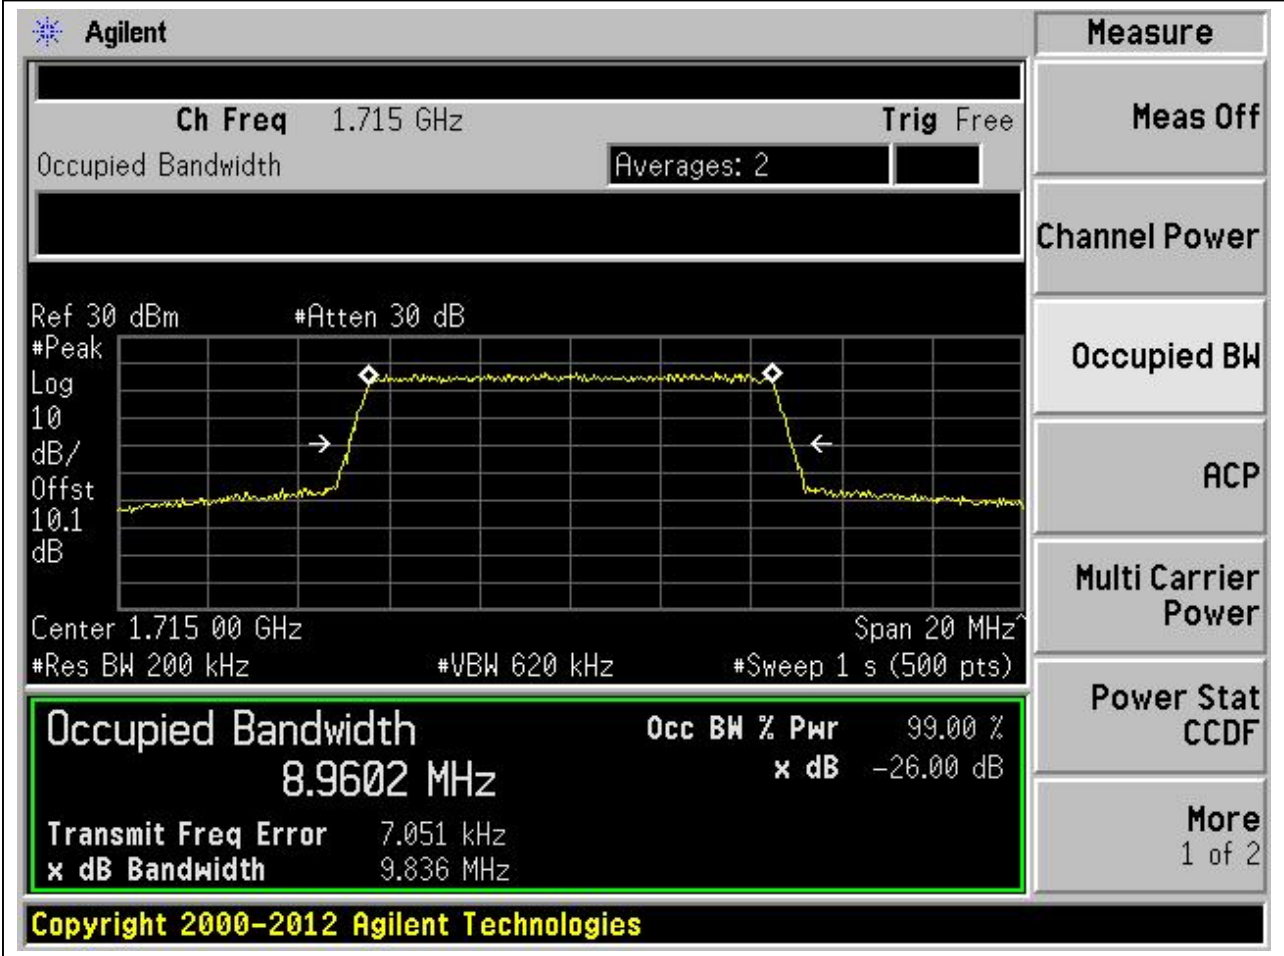 Agilent
Measure
Ch Freq 1.715 GHz Trig Free
Occupied Bandwidth Averages: 2
Meas Off
Channel Power
Occupied BW
ACP
Multi Carrier
Power
Power Stat
CCDF
More
1 of 2
Ref 30 dBm #Atten 30 dB
#Peak
Log
10
dB/
Offst
10.1
dB
Center 1.715 00 GHz Span 20 MHz^
#Res BW 200 kHz #VBW 620 kHz #Sweep 1 s (500 pts)
Occupied Bandwidth Occ BW % Pwr 99.00 %
8.9602 MHz x dB -26.00 dB
Transmit Freq Error 7.051 kHz
x dB Bandwidth 9.836 MHz
Copyright 2000-2012 Agilent Technologies